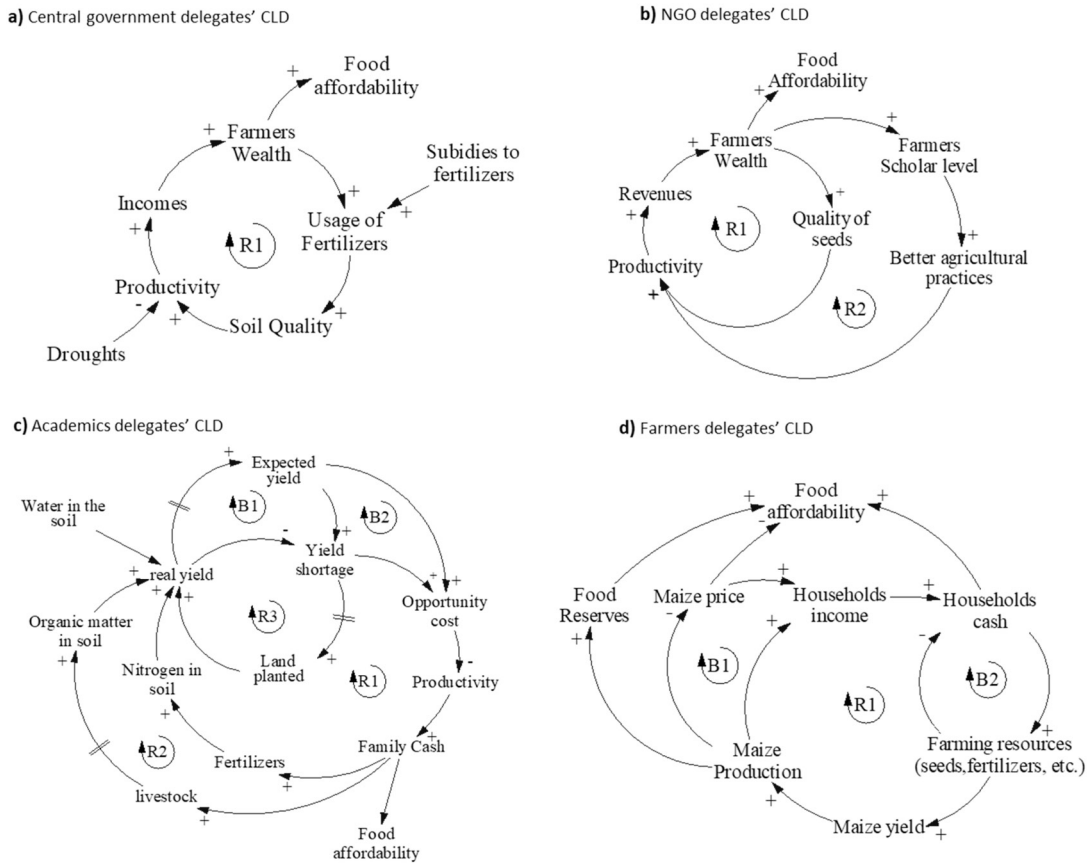 a) Central government delegates' CLD
Food
affordability
+
Farmers
Wealth
+
Subidies to
fertilizers
Incomes
+
Usage of
Fertilizers
+
+
R1
Productivity
-
+
Soil Quality
+
Droughts
b) NGO delegates' CLD
Food
Affordability
+
Farmers
Wealth
+
Farmers
Scholar level
+
Revenues
+
Quality of
seeds
+
R1
Better agricultural
practices
+
Productivity
+
R2
c) Academics delegates' CLD
Expected
yield
+
B1
B2
Water in the
soil
-
Yield
shortage
+
real yield
+
+
+
Opportunity
cost
+
+
Organic matter
in soil
+
R3
Nitrogen in
soil
+
Land
planted
+
R1
-
Productivity
R2
Fertilizers
+
Family Cash
+
livestock
+
Food
affordability
d) Farmers delegates' CLD
Food
affordability
+
-
+
Food
Reserves
+
Maize price
-
Households
income
+
+
Households
cash
+
-
B1
R1
B2
Maize
Production
+
Farming resources
(seeds,fertilizers, etc.)
+
Maize yield
+